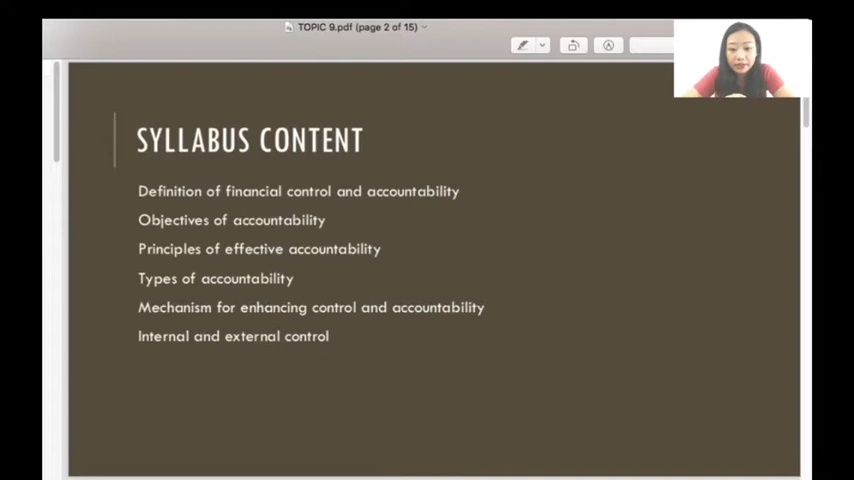 TOPIC 9.pdf (page 2 of 15)
SYLLABUS CONTENT
Definition of financial control and accountability
Objectives of accountability
Principles of effective accountability
Types of accountability
Mechanism for enhancing control and accountability
Internal and external control